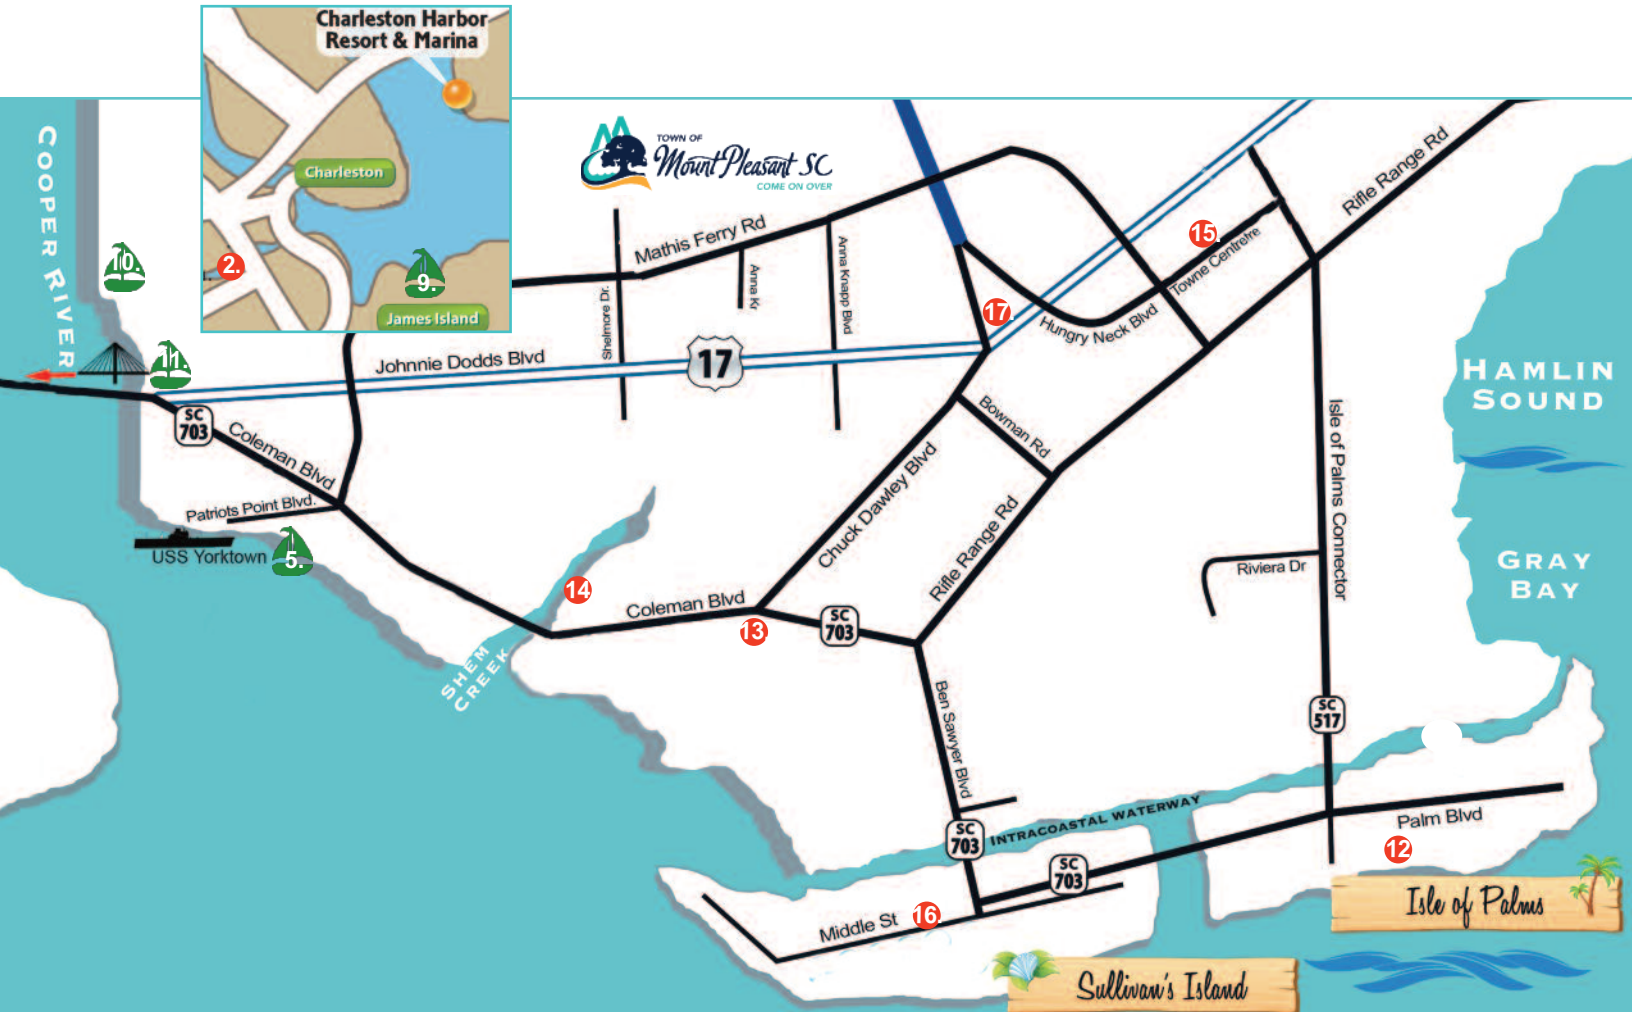 Charleston Harbor
Resort & Marina
Charleston
2.
9.
James Island
COOPER RIVER
10.
11.
TOWN OF
Mount Pleasant SC
COME ON OVER
Mathis Ferry Rd
Shelmore Dr.
Anna Kr
Anna Knapp Blvd
Johnnie Dodds Blvd
17
17.
15.
Towne Centretre
Hungry Neck Blvd
Rifle Range Rd
HAMLIN
SOUND
GRAY
BAY
SC
703
Coleman Blvd
Patriots Point Blvd.
USS Yorktown
5.
Bowman Rd
Chuck Dawley Blvd
Rifle Range Rd
Isle of Palms Connector
Riviera Dr
14
Coleman Blvd
13
SC
703
SHEM
CREEK
Ben Sawyer Blvd
SC
517
INTRACOASTAL WATERWAY
SC
703
SC
703
Palm Blvd
12
Middle St
16.
Isle of Palms
Sullivan's Island